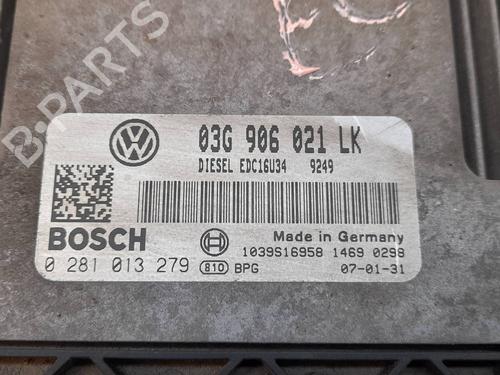 B-PARTS
03G 906 021 LK
DIESEL EDC16U34 9249
BOSCH
Made in Germany
1039S16958 1469 0298
0 281 013 279 810 BPG 07-01-31